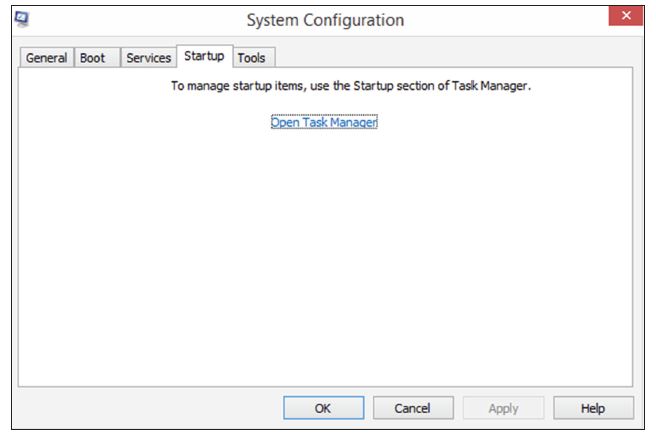 System Configuration
General Boot Services Startup Tools
To manage startup items, use the Startup section of Task Manager.
Open Task Manager
OK Cancel Apply Help